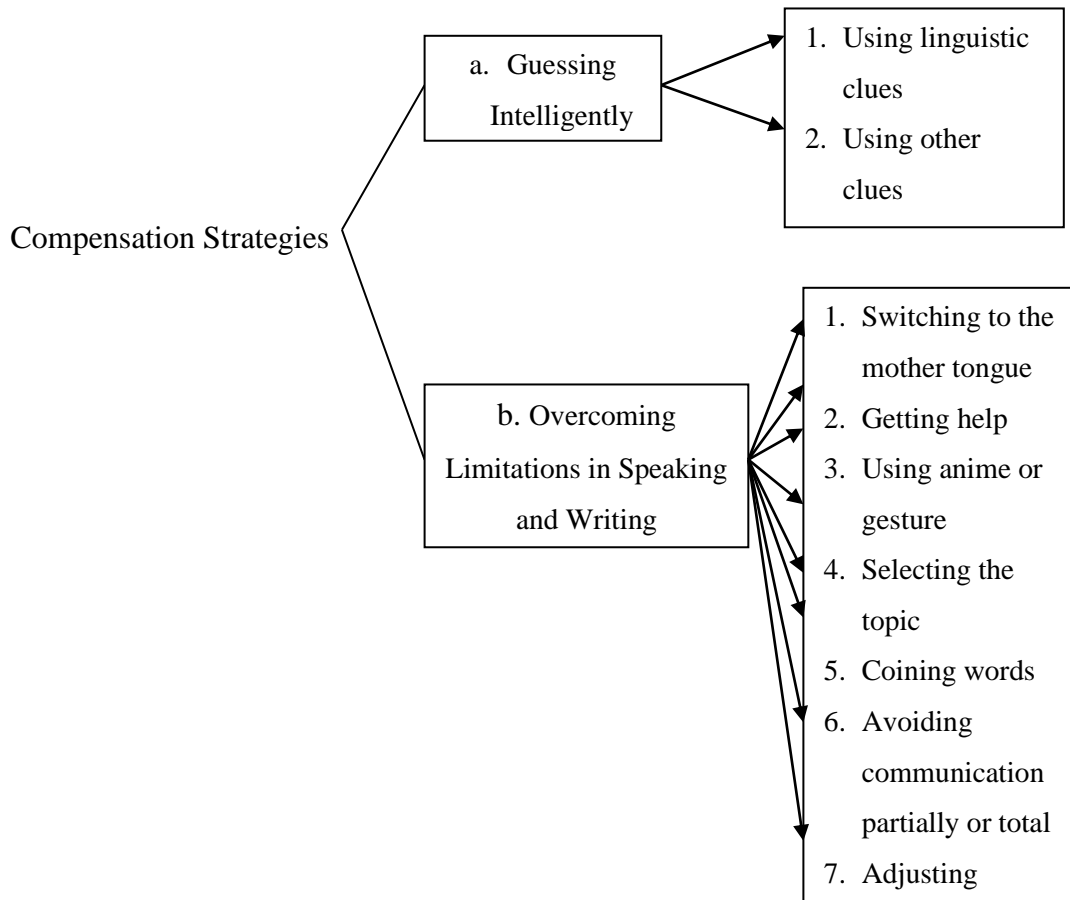 Compensation Strategies
a. Guessing
Intelligently
1. Using linguistic
clues
2. Using other
clues
b. Overcoming
Limitations in Speaking
and Writing
1. Switching to the
mother tongue
2. Getting help
3. Using anime or
gesture
4. Selecting the
topic
5. Coining words
6. Avoiding
communication
partially or total
7. Adjusting